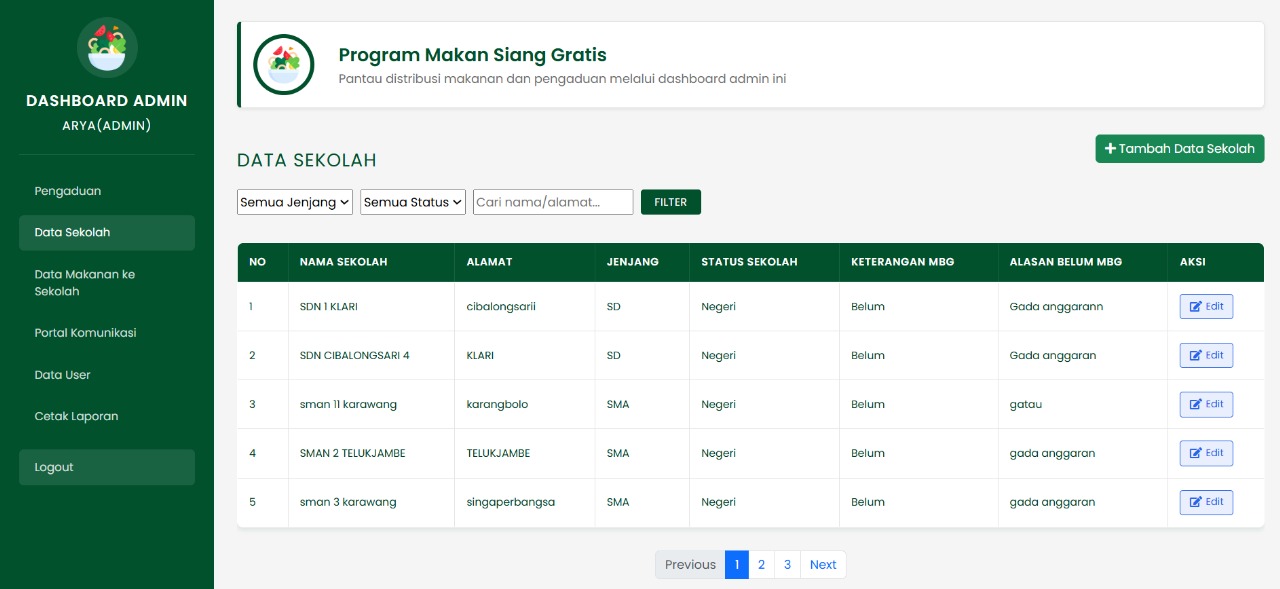 DASHBOARD ADMIN
ARYA(ADMIN)
Pengaduan
Data Sekolah
Data Makanan ke
Sekolah
Portal Komunikasi
Data User
Cetak Laporan
Logout
Program Makan Siang Gratis
Pantau distribusi makanan dan pengaduan melalui dashboard admin ini
DATA SEKOLAH
Tambah Data Sekolah
Semua Jenjang Semua Status Cari nama/alamat... FILTER
NO NAMA SEKOLAH ALAMAT JENJANG STATUS SEKOLAH KETERANGAN MBG ALASAN BELUM MBG AKSI
1 SDN 1 KLARI cibalongsarii SD Negeri Belum Gada anggarann Edit
2 SDN CIBALONGSARI 4 KLARI SD Negeri Belum Gada anggaran Edit
3 sman 11 karawang karangbolo SMA Negeri Belum gatau Edit
4 SMAN 2 TELUKJAMBE TELUKJAMBE SMA Negeri Belum gada anggaran Edit
5 sman 3 karawang singaperbangsa SMA Negeri Belum gada anggaran Edit
Previous 1 2 3 Next